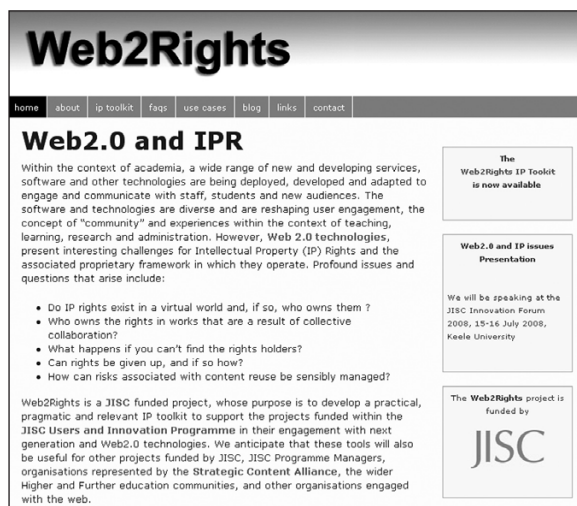 Web2Rights
home about ip toolkit faqs use cases blog links contact
Web2.0 and IPR
Within the context of academia, a wide range of new and developing services,
software and other technologies are being deployed, developed and adapted to
engage and communicate with staff, students and new audiences. The
software and technologies are diverse and are reshaping user engagement, the
concept of "community" and experiences within the context of teaching,
learning, research and administration. However, Web 2.0 technologies,
present interesting challenges for Intellectual Property (IP) Rights and the
associated proprietary framework in which they operate. Profound issues and
questions that arise include:
• Do IP rights exist in a virtual world and, if so, who owns them ?
• Who owns the rights in works that are a result of collective
collaboration?
• What happens if you can't find the rights holders?
• Can rights be given up, and if so how?
• How can risks associated with content reuse be sensibly managed?
Web2Rights is a JISC funded project, whose purpose is to develop a practical,
pragmatic and relevant IP toolkit to support the projects funded within the
JISC Users and Innovation Programme in their engagement with next
generation and Web2.0 technologies. We anticipate that these tools will also
be useful for other projects funded by JISC, JISC Programme Managers,
organisations represented by the Strategic Content Alliance, the wider
Higher and Further education communities, and other organisations engaged
with the web.
The
Web2Rights IP Tookit
is now available
Web2.0 and IP issues
Presentation
We will be speaking at the
JISC Innovation Forum
2008, 15-16 July 2008,
Keele University
The Web2Rights project is
funded by
JISC